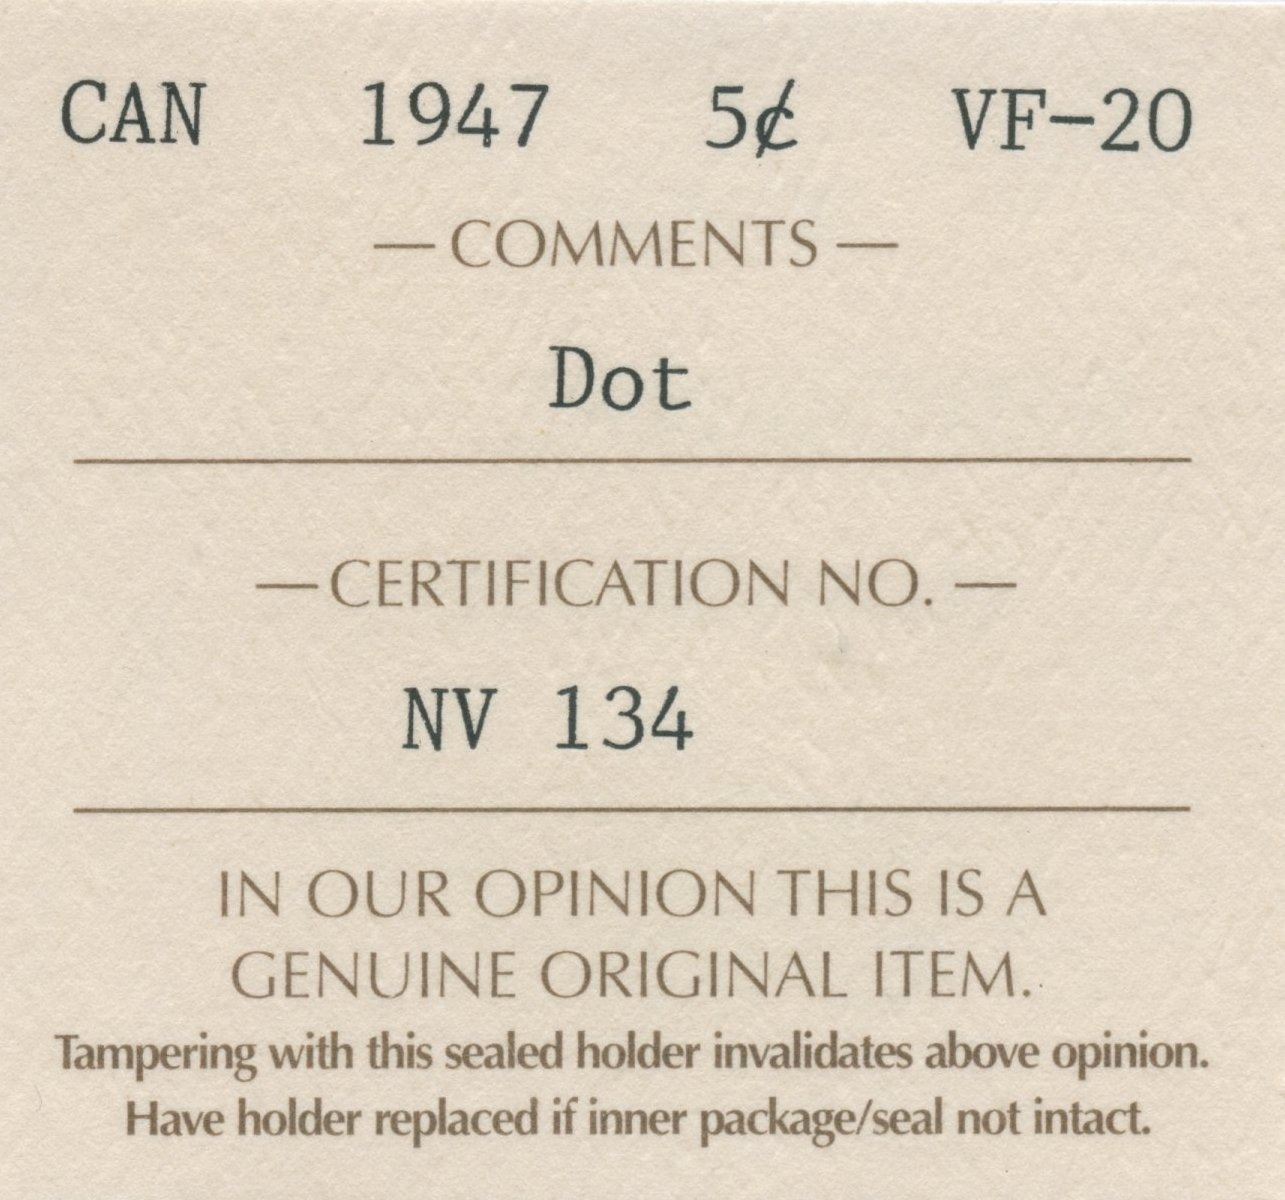 CAN 1947 5¢ VF-20
— COMMENTS —
Dot
— CERTIFICATION NO. —
NV 134
IN OUR OPINION THIS IS A
GENUINE ORIGINAL ITEM.
Tampering with this sealed holder invalidates above opinion.
Have holder replaced if inner package/seal not intact.